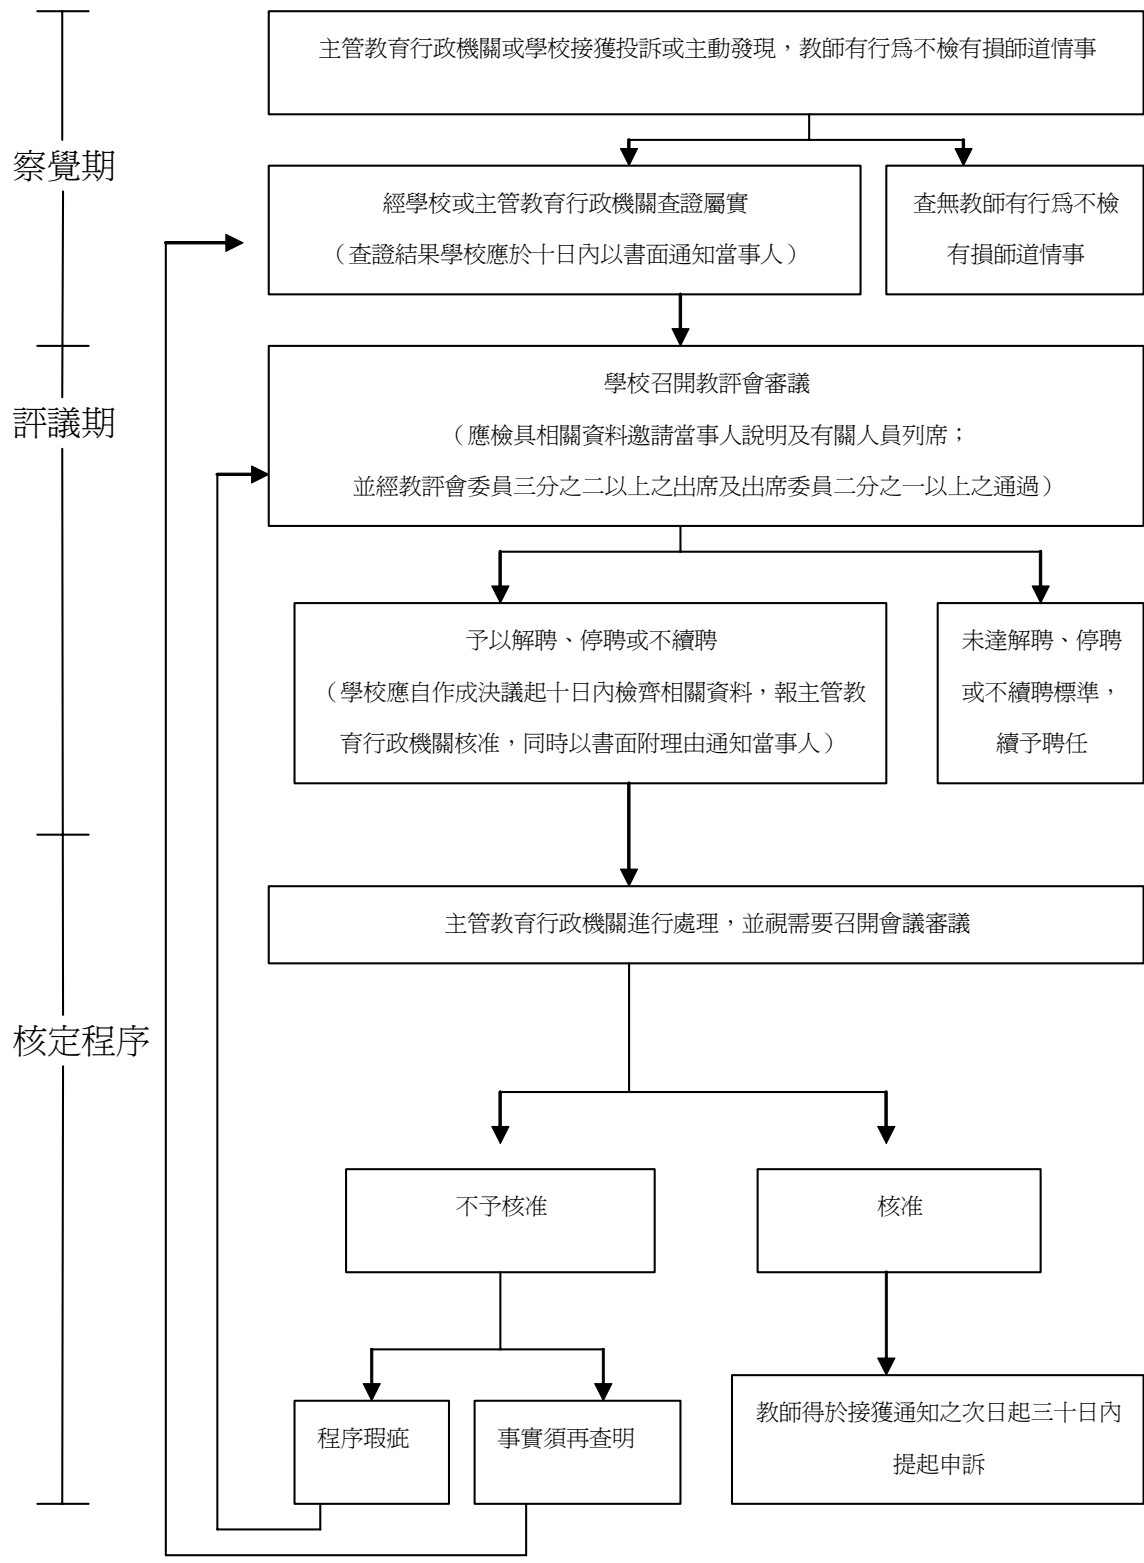 主管教育行政機關或學校接獲投訴或主動發現，教師有行為不檢有損師道情事
察覺期
經學校或主管教育行政機關查證屬實
（查證結果學校應於十日內以書面通知當事人）
查無教師有行為不檢
有損師道情事
評議期
學校召開教評會審議
（應檢具相關資料邀請當事人說明及有關人員列席；
並經教評會委員三分之二以上之出席及出席委員二分之一以上之通過）
予以解聘、停聘或不續聘
（學校應自作成決議起十日內檢齊相關資料，報主管教
育行政機關核准，同時以書面附理由通知當事人）
未達解聘、停聘
或不續聘標準，
續予聘任
核定程序
主管教育行政機關進行處理，並視需要召開會議審議
不予核准
核准
程序瑕疵
事實須再查明
教師得於接獲通知之次日起三十日內
提起申訴